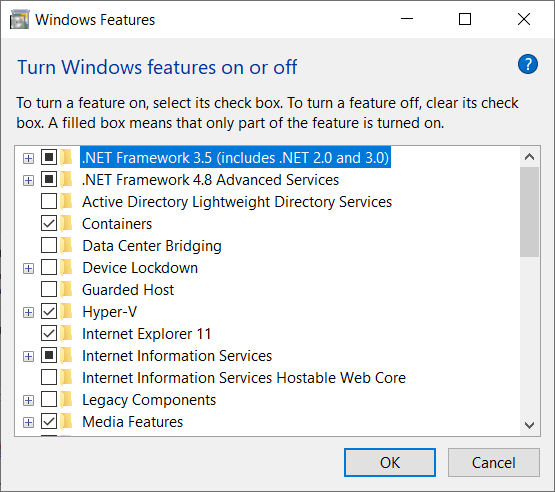 Windows Features
Turn Windows features on or off
To turn a feature on, select its check box. To turn a feature off, clear its check
box. A filled box means that only part of the feature is turned on.
.NET Framework 3.5 (includes .NET 2.0 and 3.0)
.NET Framework 4.8 Advanced Services
Active Directory Lightweight Directory Services
Containers
Data Center Bridging
Device Lockdown
Guarded Host
Hyper-V
Internet Explorer 11
Internet Information Services
Internet Information Services Hostable Web Core
Legacy Components
Media Features
OK Cancel